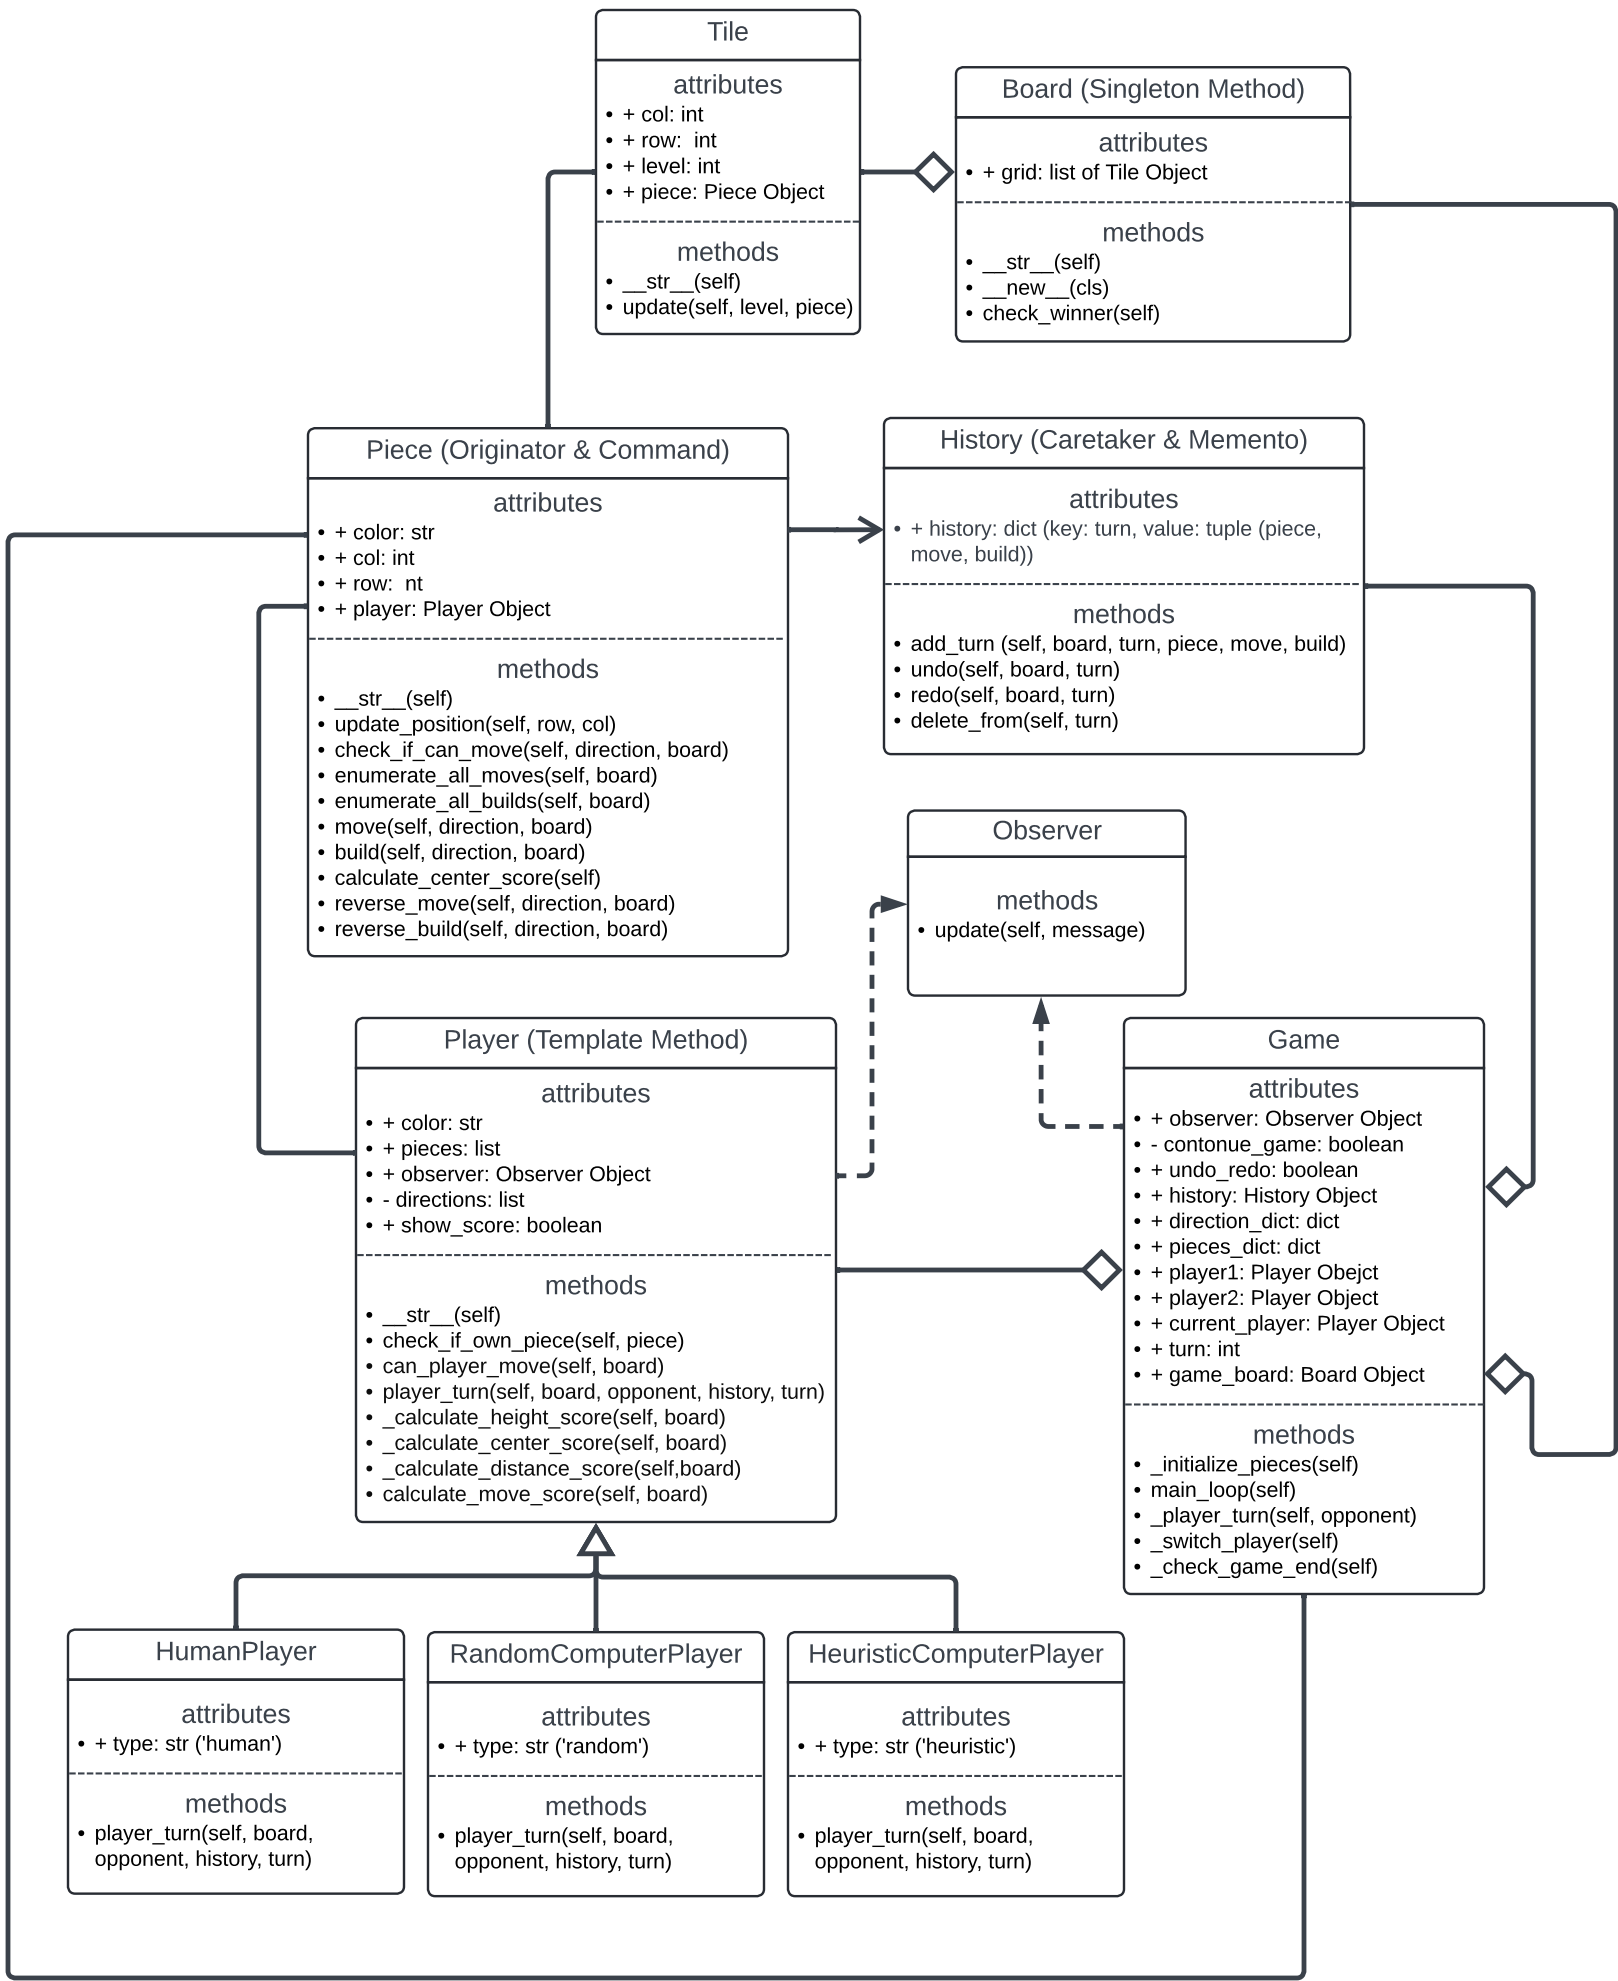 Tile
attributes
• + col: int
• + row:  int
• + level: int
• + piece: Piece Object
methods
• __str__(self)
• update(self, level, piece)
Board (Singleton Method)
attributes
• + grid: list of Tile Object
methods
• __str__(self)
• __new__(cls)
• check_winner(self)
Piece (Originator & Command)
attributes
• + color: str
• + col: int
• + row:  nt
• + player: Player Object
methods
• __str__(self)
• update_position(self, row, col)
• check_if_can_move(self, direction, board)
• enumerate_all_moves(self, board)
• enumerate_all_builds(self, board)
• move(self, direction, board)
• build(self, direction, board)
• calculate_center_score(self)
• reverse_move(self, direction, board)
• reverse_build(self, direction, board)
History (Caretaker & Memento)
attributes
• + history: dict (key: turn, value: tuple (piece,
move, build))
methods
• add_turn (self, board, turn, piece, move, build)
• undo(self, board, turn)
• redo(self, board, turn)
• delete_from(self, turn)
Observer
methods
• update(self, message)
Player (Template Method)
attributes
• + color: str
• + pieces: list
• + observer: Observer Object
• - directions: list
• + show_score: boolean
methods
• __str__(self)
• check_if_own_piece(self, piece)
• can_player_move(self, board)
• player_turn(self, board, opponent, history, turn)
• _calculate_height_score(self, board)
• _calculate_center_score(self, board)
• _calculate_distance_score(self,board)
• calculate_move_score(self, board)
Game
attributes
• + observer: Observer Object
• - contonue_game: boolean
• + undo_redo: boolean
• + history: History Object
• + direction_dict: dict
• + pieces_dict: dict
• + player1: Player Obejct
• + player2: Player Object
• + current_player: Player Object
• + turn: int
• + game_board: Board Object
methods
• _initialize_pieces(self)
• main_loop(self)
• _player_turn(self, opponent)
• _switch_player(self)
• _check_game_end(self)
HumanPlayer
attributes
• + type: str ('human')
methods
• player_turn(self, board,
opponent, history, turn)
RandomComputerPlayer
attributes
• + type: str ('random')
methods
• player_turn(self, board,
opponent, history, turn)
HeuristicComputerPlayer
attributes
• + type: str ('heuristic')
methods
• player_turn(self, board,
opponent, history, turn)